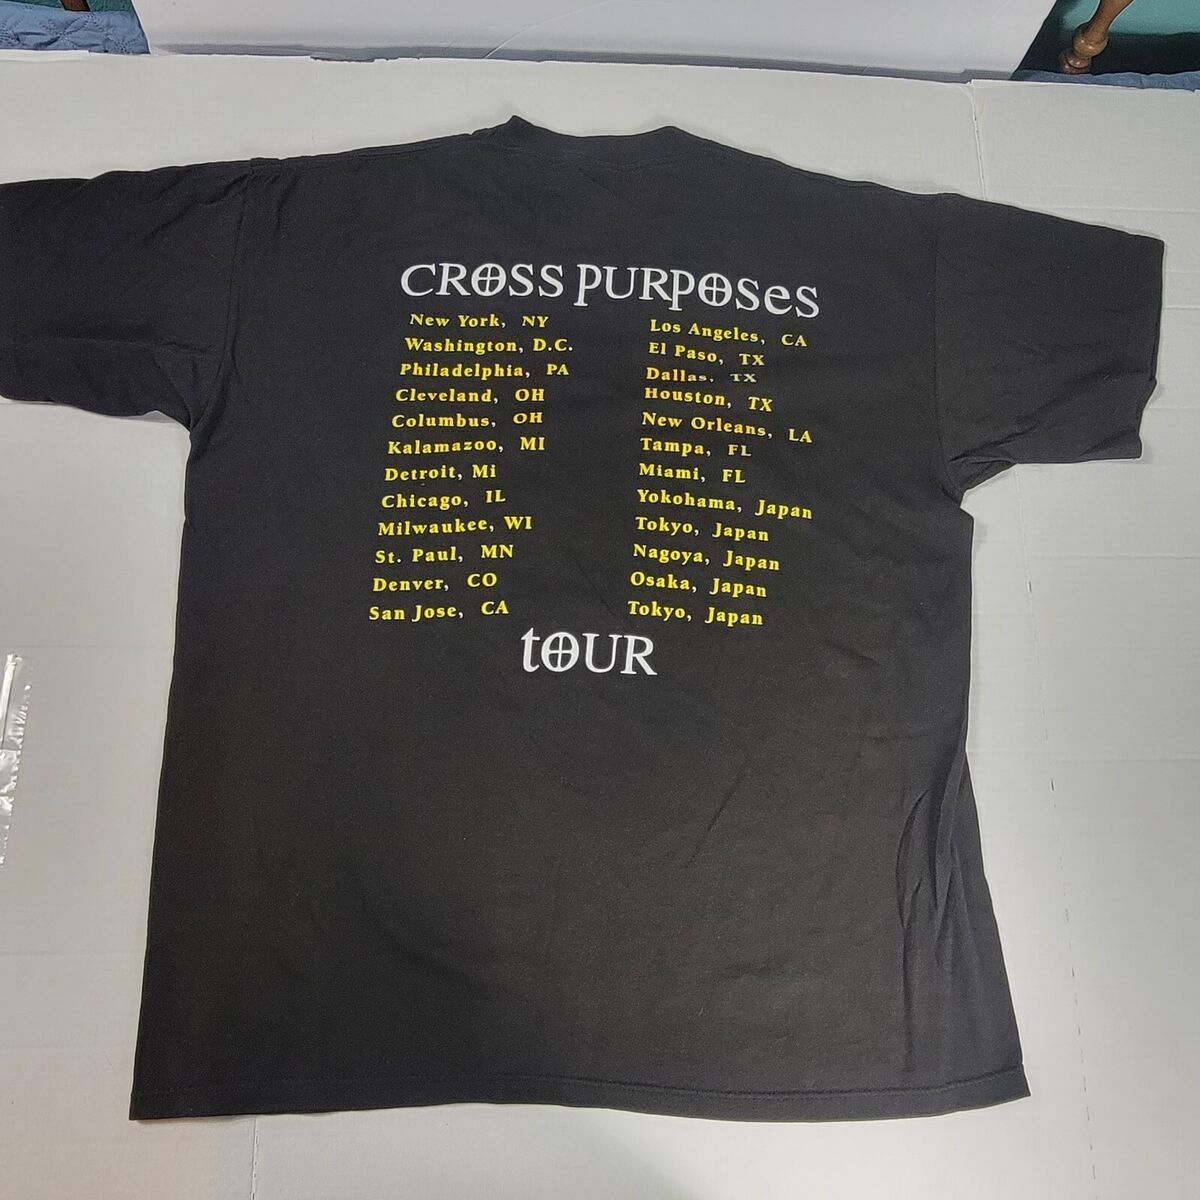 CROSS PURPOSes
New York, NY
Washington, D.C.
Philadelphia, PA
Cleveland, OH
Columbus, OH
Kalamazoo, MI
Detroit, Mi
Chicago, IL
Milwaukee, WI
St. Paul, MN
Denver, CO
San Jose, CA
Los Angeles, CA
El Paso, TX
Dallas, TX
Houston, TX
New Orleans, LA
Tampa, FL
Miami, FL
Yokohama, Japan
Tokyo, Japan
Nagoya, Japan
Osaka, Japan
Tokyo, Japan
tOUR